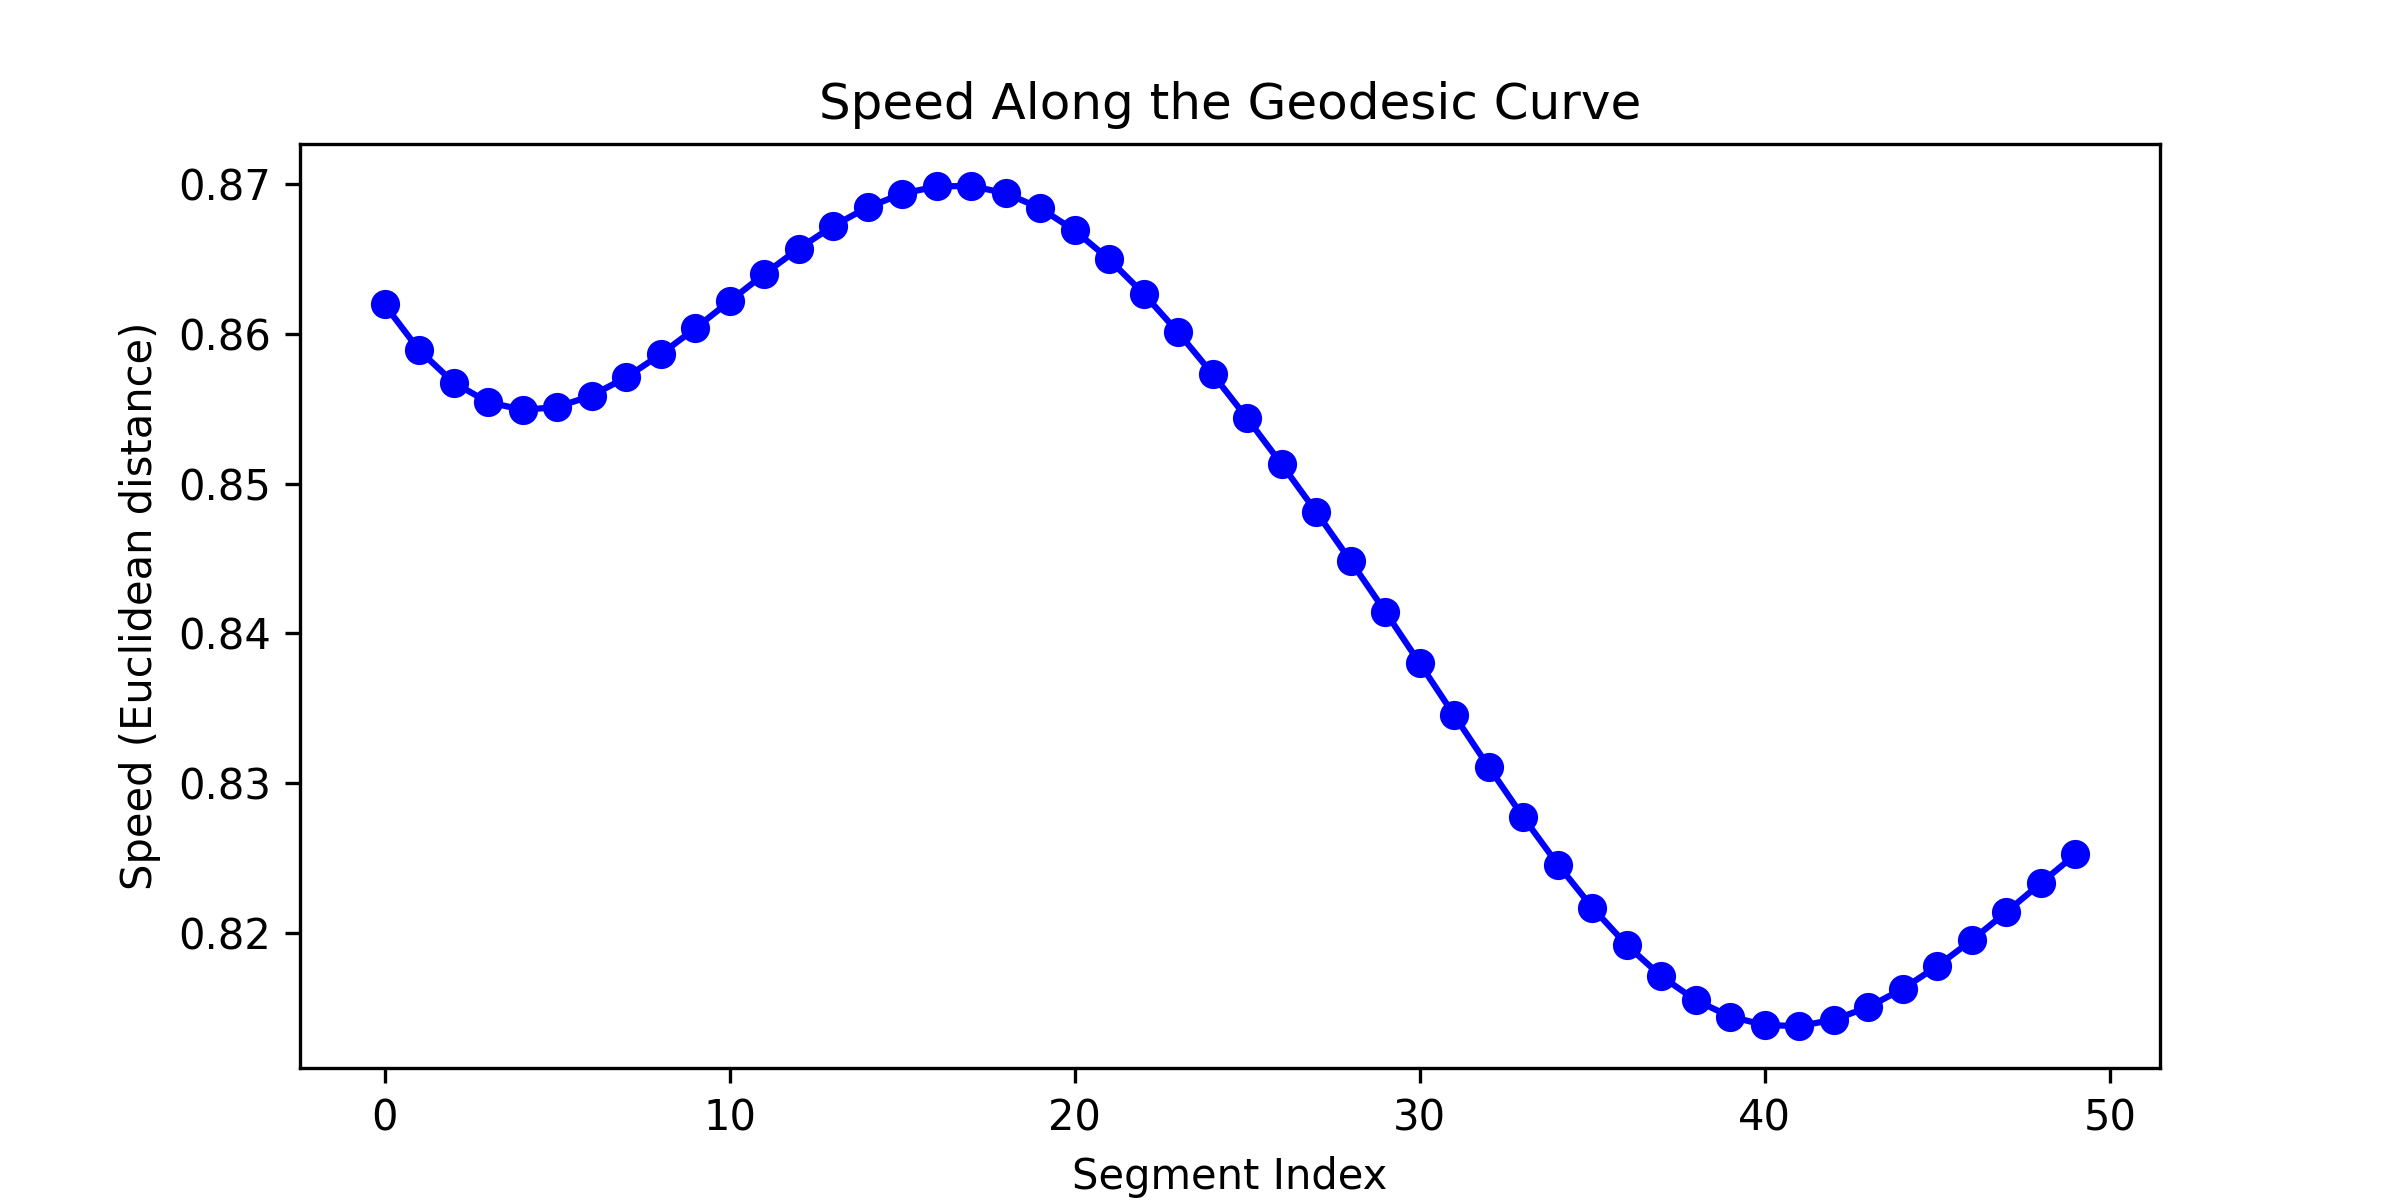 Speed Along the Geodesic Curve
Speed (Euclidean distance)
0.87
0.86
0.85
0.84
0.83
0.82
0 10 20 30 40 50
Segment Index